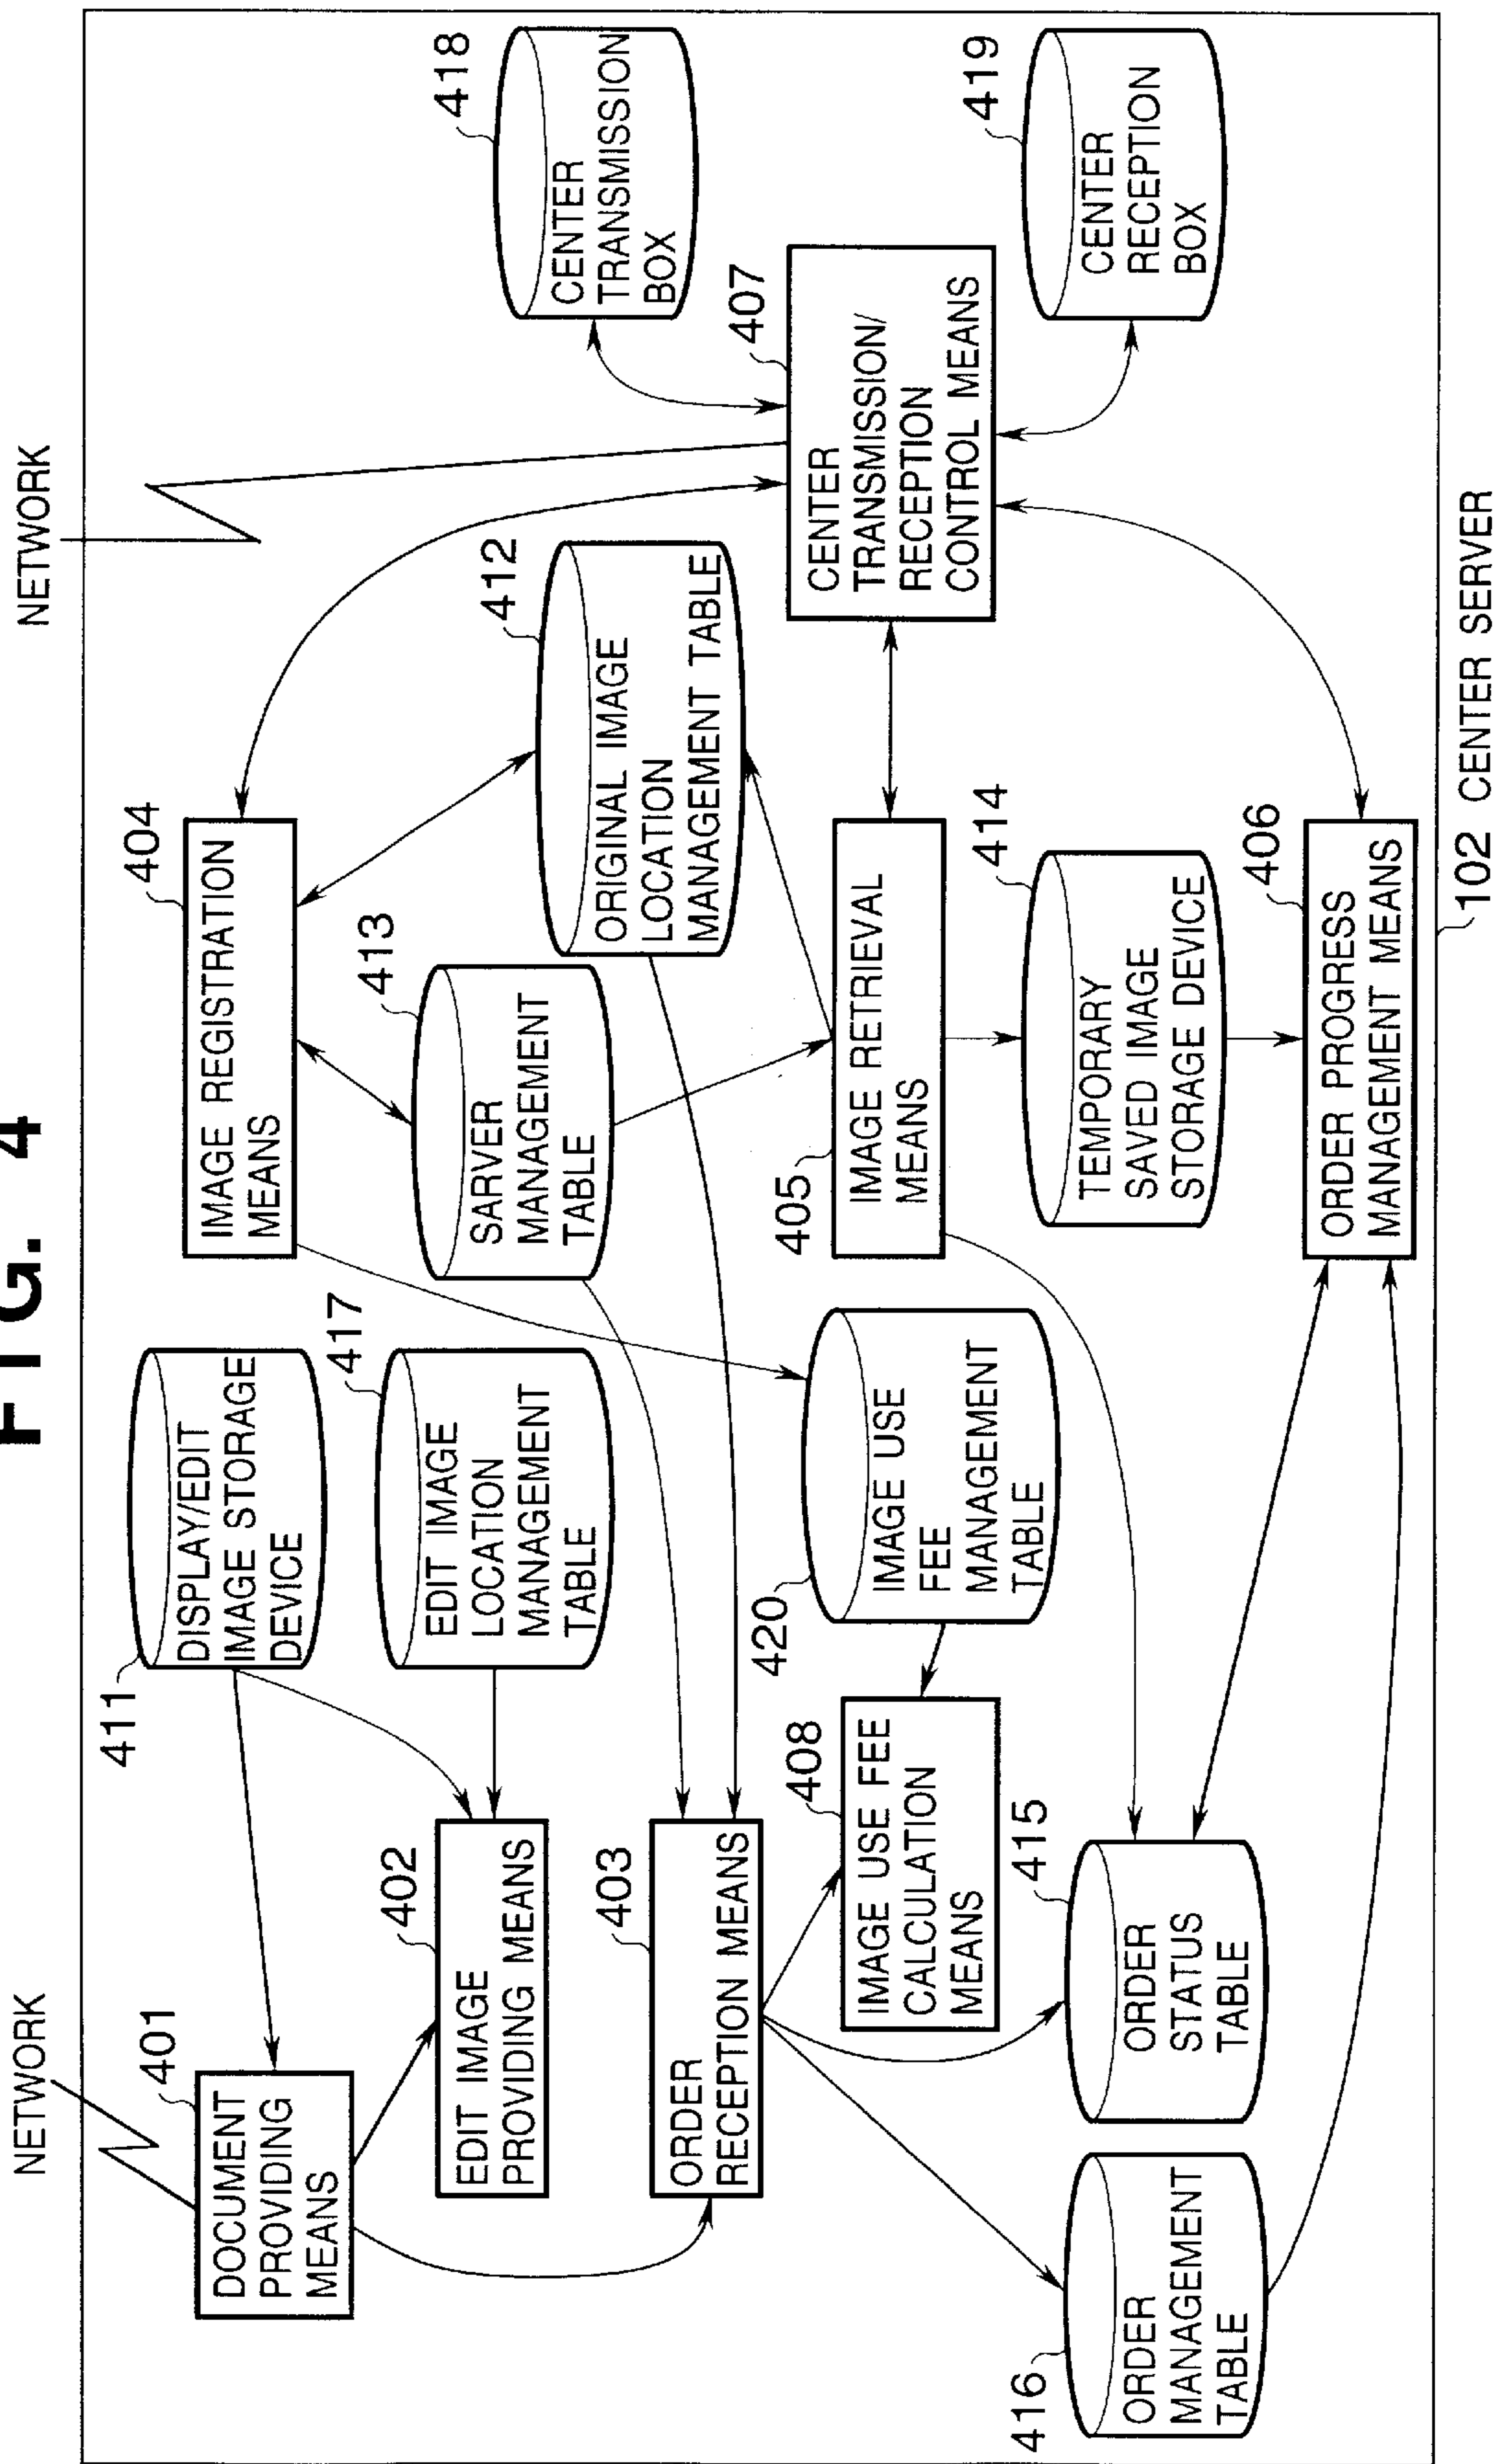 FIG. 4
NETWORK
NETWORK
401
DOCUMENT
PROVIDING
MEANS
411
DISPLAY/EDIT
IMAGE STORAGE
DEVICE
404
IMAGE REGISTRATION
MEANS
402
EDIT IMAGE
PROVIDING MEANS
417
EDIT IMAGE
LOCATION
MANAGEMENT
TABLE
413
SARVER
MANAGEMENT
TABLE
412
ORIGINAL IMAGE
LOCATION
MANAGEMENT TABLE
418
CENTER
TRANSMISSION
BOX
403
ORDER
RECEPTION MEANS
408
IMAGE USE FEE
CALCULATION
MEANS
420
IMAGE USE
FEE
MANAGEMENT
TABLE
405
IMAGE RETRIEVAL
MEANS
407
CENTER
TRANSMISSION/
RECEPTION
CONTROL MEANS
416
ORDER
MANAGEMENT
TABLE
415
ORDER
STATUS
TABLE
414
TEMPORARY
SAVED IMAGE
STORAGE DEVICE
419
CENTER
RECEPTION
BOX
406
ORDER PROGRESS
MANAGEMENT MEANS
102 CENTER SERVER